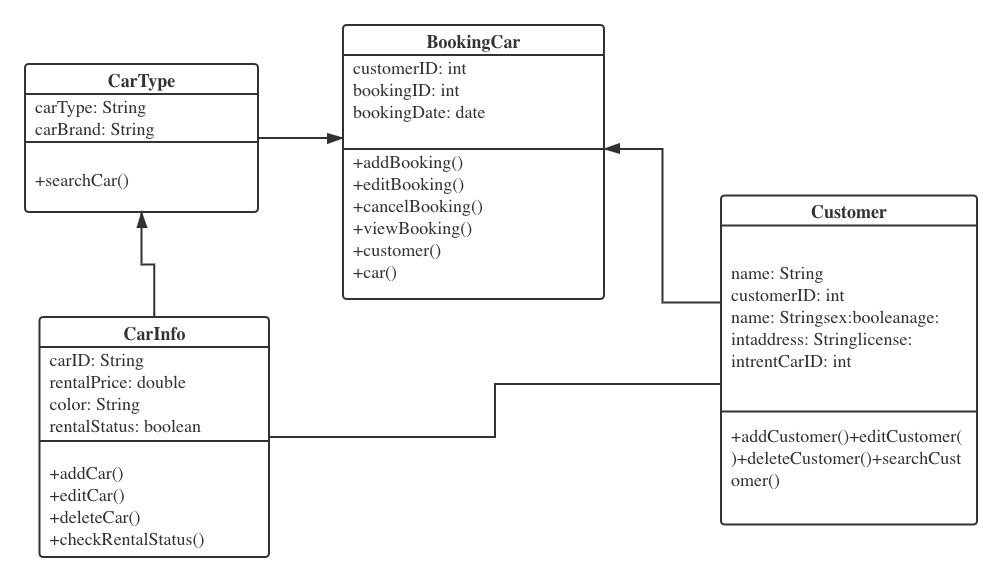 BookingCar
customerID: int
bookingID: int
bookingDate: date
+addBooking()
+editBooking()
+cancelBooking()
+viewBooking()
+customer()
+car()
CarType
carType: String
carBrand: String
+searchCar()
Customer
name: String
customerID: int
name: Stringsex:booleanage:
intaddress: Stringlicense:
intrentCarID: int
+addCustomer()+editCustomer(
)+deleteCustomer()+searchCust
omer()
CarInfo
carID: String
rentalPrice: double
color: String
rentalStatus: boolean
+addCar()
+editCar()
+deleteCar()
+checkRentalStatus()